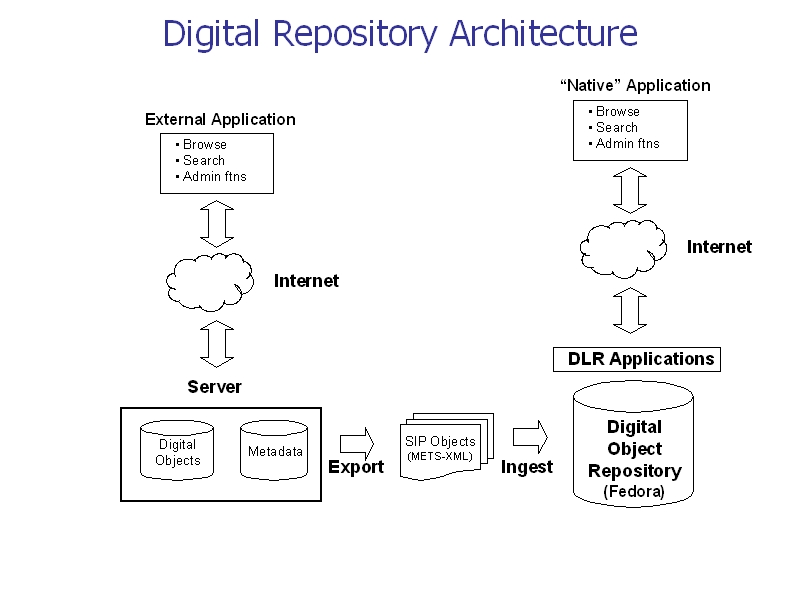 Digital Repository Architecture
External Application
• Browse
• Search
• Admin ftns
Internet
Server
Digital
Objects
Metadata
Export
SIP Objects
(METS-XML)
Ingest
“Native” Application
• Browse
• Search
• Admin ftns
Internet
DLR Applications
Digital
Object
Repository
(Fedora)